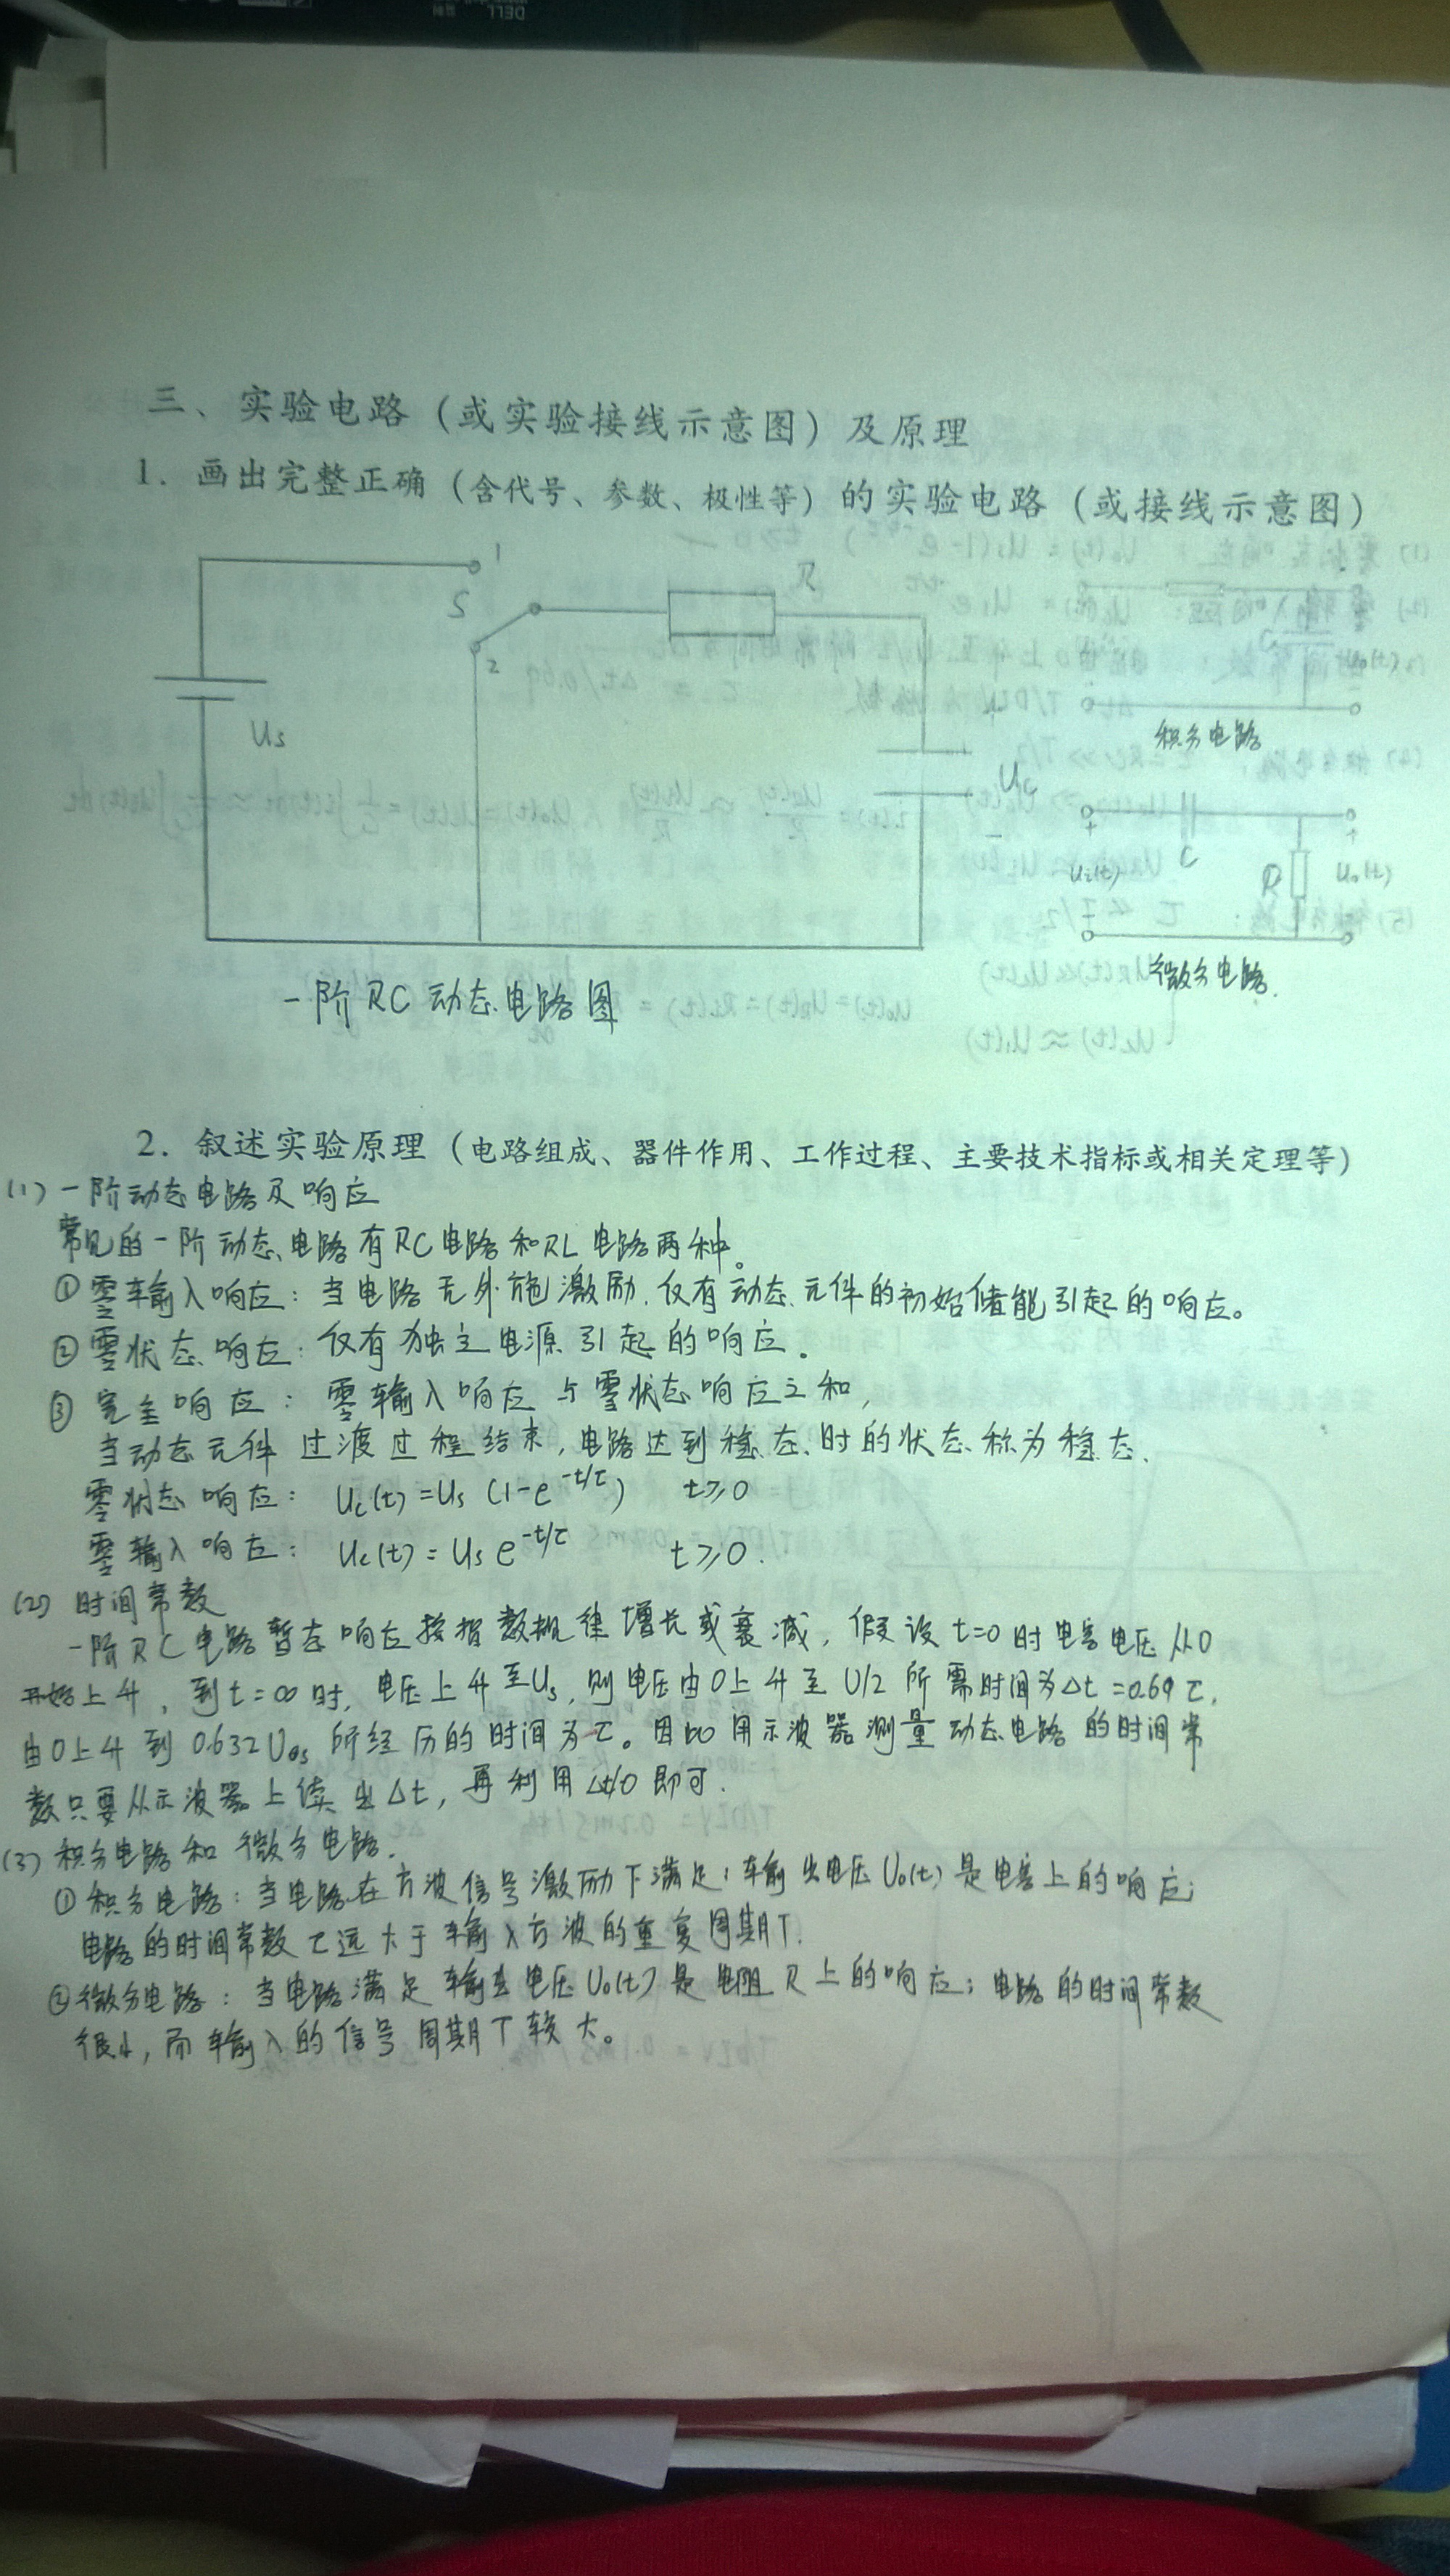 三、实验电路（或实验接线示意图）及原理
1. 画出完整正确（含代号、参数、极性等）的实验电路（或接线示意图）
1
S
2
R
Us
+
Uc
-
一阶RC动态电路图
C
U₀(t)
积分电路
+
Ui(t)
C
R
U₀(t)
微分电路.
2. 叙述实验原理（电路组成、器件作用、工作过程、主要技术指标或相关定理等）
(1) 一阶动态电路及响应
常见的一阶动态电路有RC电路和RL电路两种。
① 零输入响应：当电路无外施激励.仅有动态元件的初始储能引起的响应。
② 零状态响应：仅有独立电源引起的响应.
③ 完全响应：零输入响应与零状态响应之和,
当动态元件过渡过程结束，电路达到稳态时的状态称为稳态.
零状态响应：Uc(t)=Us (1-e^{-t/τ}) t≥0
零输入响应：Uc(t)=Us e^{-t/τ} t≥0.
(2) 时间常数
一阶RC电路暂态响应按指数规律增长或衰减，假设t=0时电容电压从0
开始上升，到t=∞时，电压上升至Us，则电压由0上升至U/2所需时间为Δt=0.69τ，
由0上升到0.632Us所经历的时间为τ。因此用示波器测量动态电路的时间常
数只要从示波器上读出Δt，再利用 即可.
(3) 积分电路和微分电路.
① 积分电路：当电路在方波信号激励下满足：输出电压U₀(t)是电容上的响应；
电路的时间常数τ远大于输入方波的重复周期T.
② 微分电路：当电路满足输出电压U₀(t)是电阻R上的响应；电路的时间常数
很小，而输入的信号周期T较大。
DELL